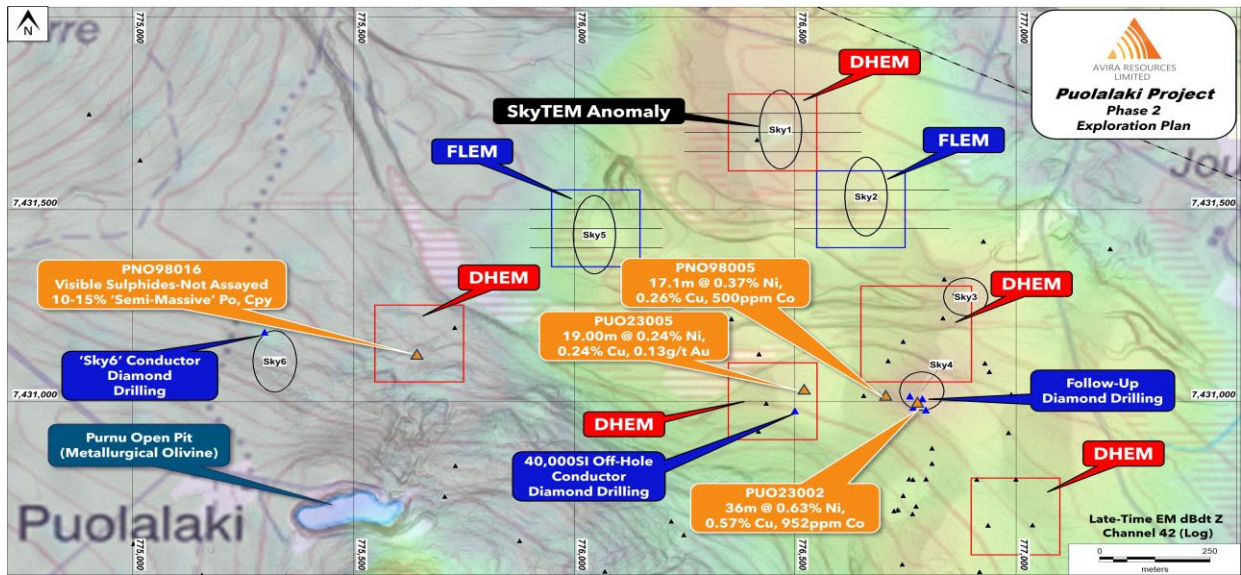 N
775,000
775,500
776,000
776,500
777,000
AVIRA RESOURCES
LIMITED
Puolalaki Project
Phase 2
Exploration Plan
DHEM
SkyTEM Anomaly
Sky1
FLEM
FLEM
Sky2
Sky5
7,431,500
7,431,500
PNO98016
Visible Sulphides-Not Assayed
10-15% ‘Semi-Massive’ Po, Cpy
DHEM
PNO98005
17.1m @ 0.37% Ni,
0.26% Cu, 500ppm Co
DHEM
Sky3
PUO23005
19.00m @ 0.24% Ni,
0.24% Cu, 0.13g/t Au
Sky6
‘Sky6’ Conductor
Diamond
Drilling
Sky4
7,431,000
7,431,000
Follow-Up
Diamond Drilling
DHEM
Purnu Open Pit
(Metallurgical Olivine)
40,000SI Off-Hole
Conductor
Diamond Drilling
DHEM
PUO23002
36m @ 0.63% Ni,
0.57% Cu, 952ppm Co
Puolalaki
Late-Time EM dBdt Z
Channel 42 (Log)
0 250
meters
775,000
775,500
776,000
776,500
777,000